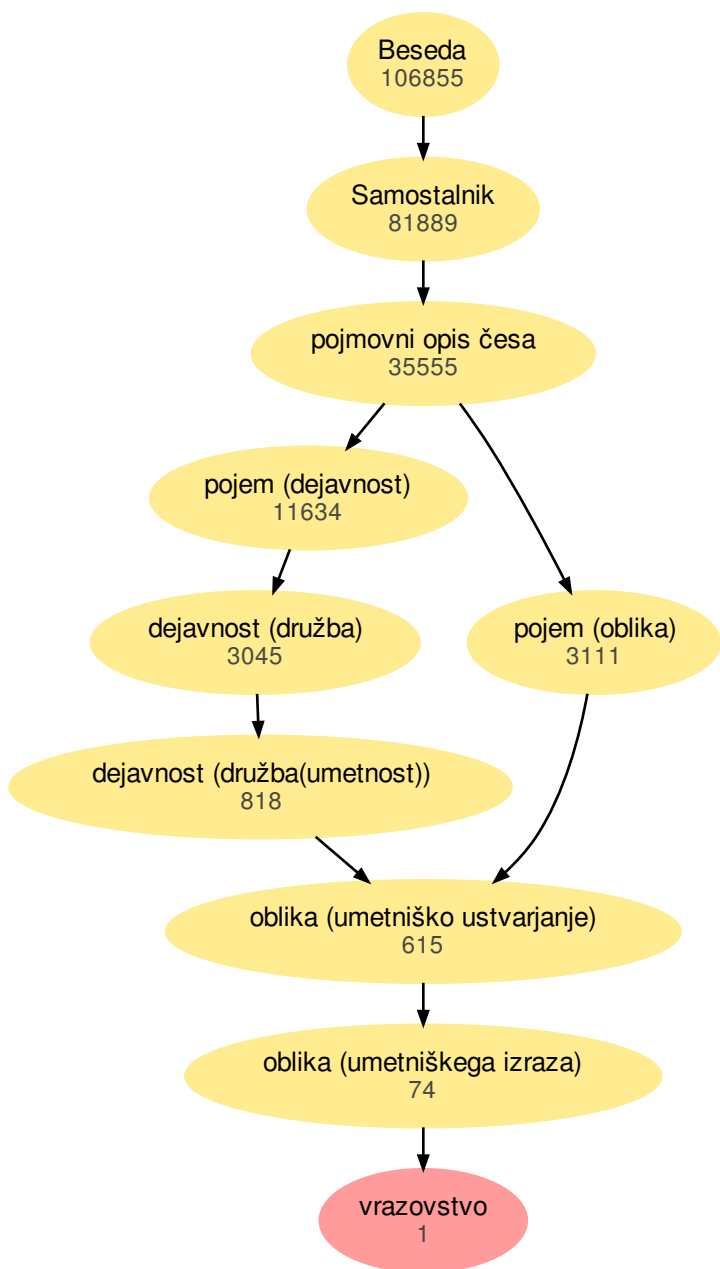 Beseda
106855
Samostalnik
81889
pojmovni opis česa
35555
pojem (dejavnost)
11634
dejavnost (družba)
3045
pojem (oblika)
3111
dejavnost (družba(umetnost))
818
oblika (umetniško ustvarjanje)
615
oblika (umetniškega izraza)
74
vrazovstvo
1